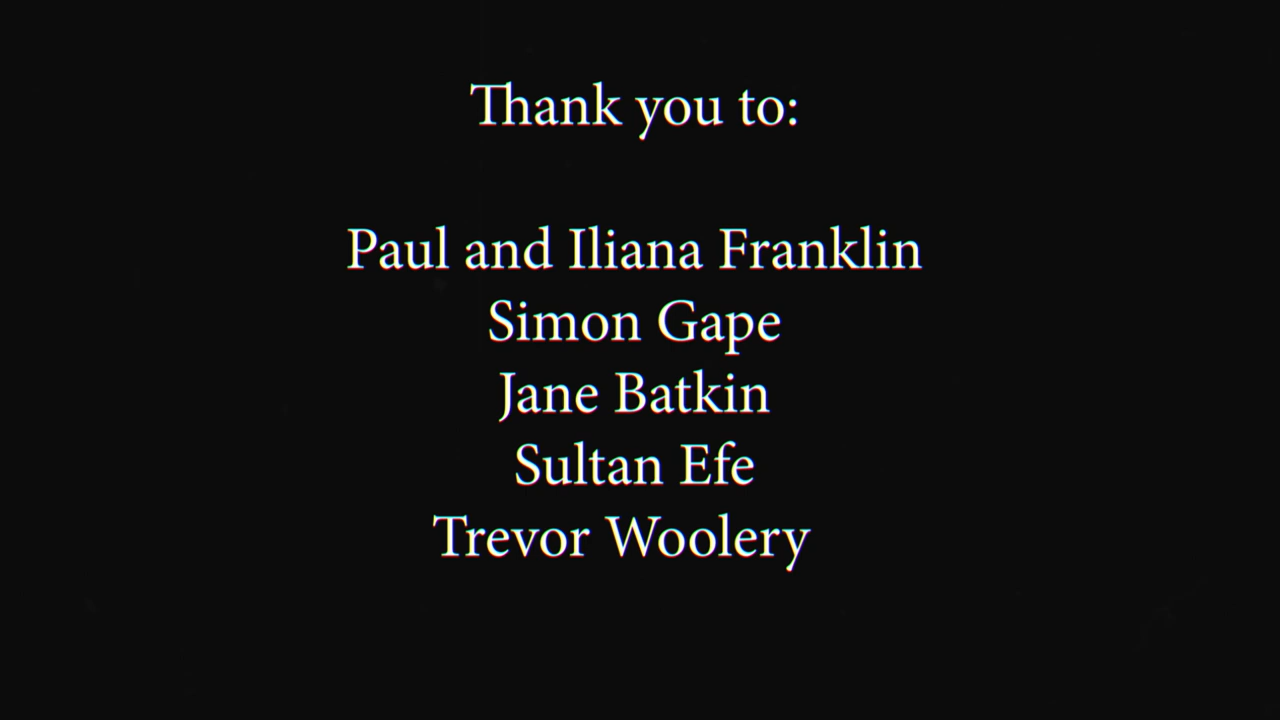 Thank you to:
Paul and Iliana Franklin
Simon Gape
Jane Batkin
Sultan Efe
Trevor Woolery